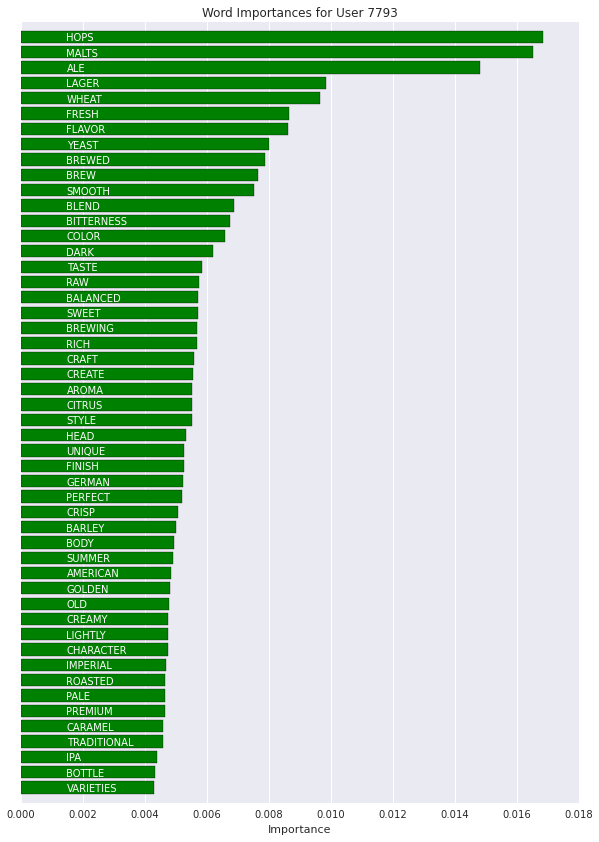 Word Importances for User 7793
HOPS
MALTS
ALE
LAGER
WHEAT
FRESH
FLAVOR
YEAST
BREWED
BREW
SMOOTH
BLEND
BITTERNESS
COLOR
DARK
TASTE
RAW
BALANCED
SWEET
BREWING
RICH
CRAFT
CREATE
AROMA
CITRUS
STYLE
HEAD
UNIQUE
FINISH
GERMAN
PERFECT
CRISP
BARLEY
BODY
SUMMER
AMERICAN
GOLDEN
OLD
CREAMY
LIGHTLY
CHARACTER
IMPERIAL
ROASTED
PALE
PREMIUM
CARAMEL
TRADITIONAL
IPA
BOTTLE
VARIETIES
0.000 0.002 0.004 0.006 0.008 0.010 0.012 0.014 0.016 0.018
Importance